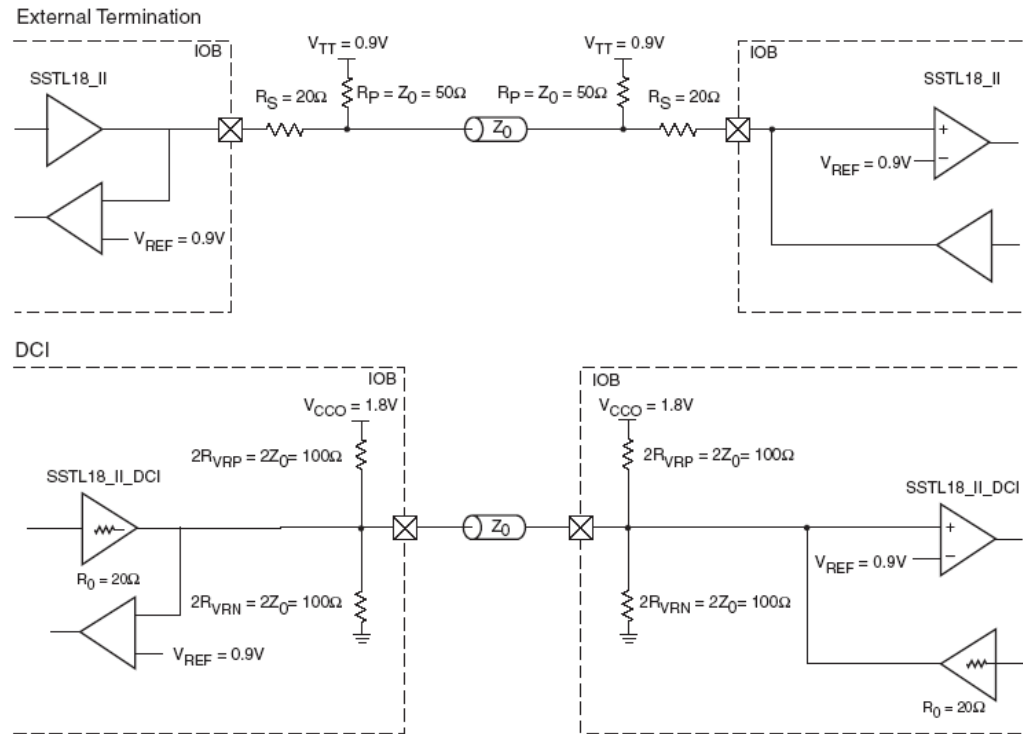 External Termination
IOB
SSTL18_II
V_TT = 0.9V
R_S = 20Ω
R_P = Z_0 = 50Ω
Z_0
V_TT = 0.9V
R_P = Z_0 = 50Ω
R_S = 20Ω
IOB
SSTL18_II
+
V_REF = 0.9V
–
V_REF = 0.9V
DCI
IOB
V_CCO = 1.8V
2R_VRP = 2Z_0 = 100Ω
SSTL18_II_DCI
R_0 = 20Ω
2R_VRN = 2Z_0 = 100Ω
V_REF = 0.9V
Z_0
IOB
V_CCO = 1.8V
2R_VRP = 2Z_0 = 100Ω
SSTL18_II_DCI
+
V_REF = 0.9V
–
2R_VRN = 2Z_0 = 100Ω
R_0 = 20Ω